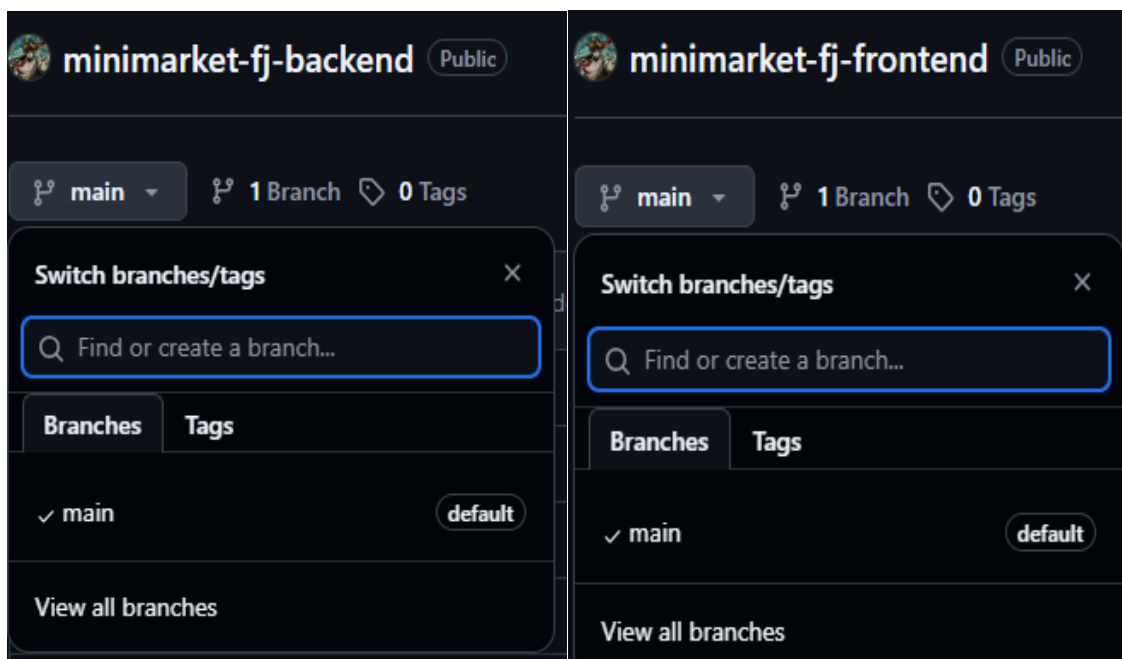 minimarket-fj-backend Public
main 1 Branch 0 Tags
Switch branches/tags
Find or create a branch...
Branches Tags
main default
View all branches
minimarket-fj-frontend Public
main 1 Branch 0 Tags
Switch branches/tags
Find or create a branch...
Branches Tags
main default
View all branches